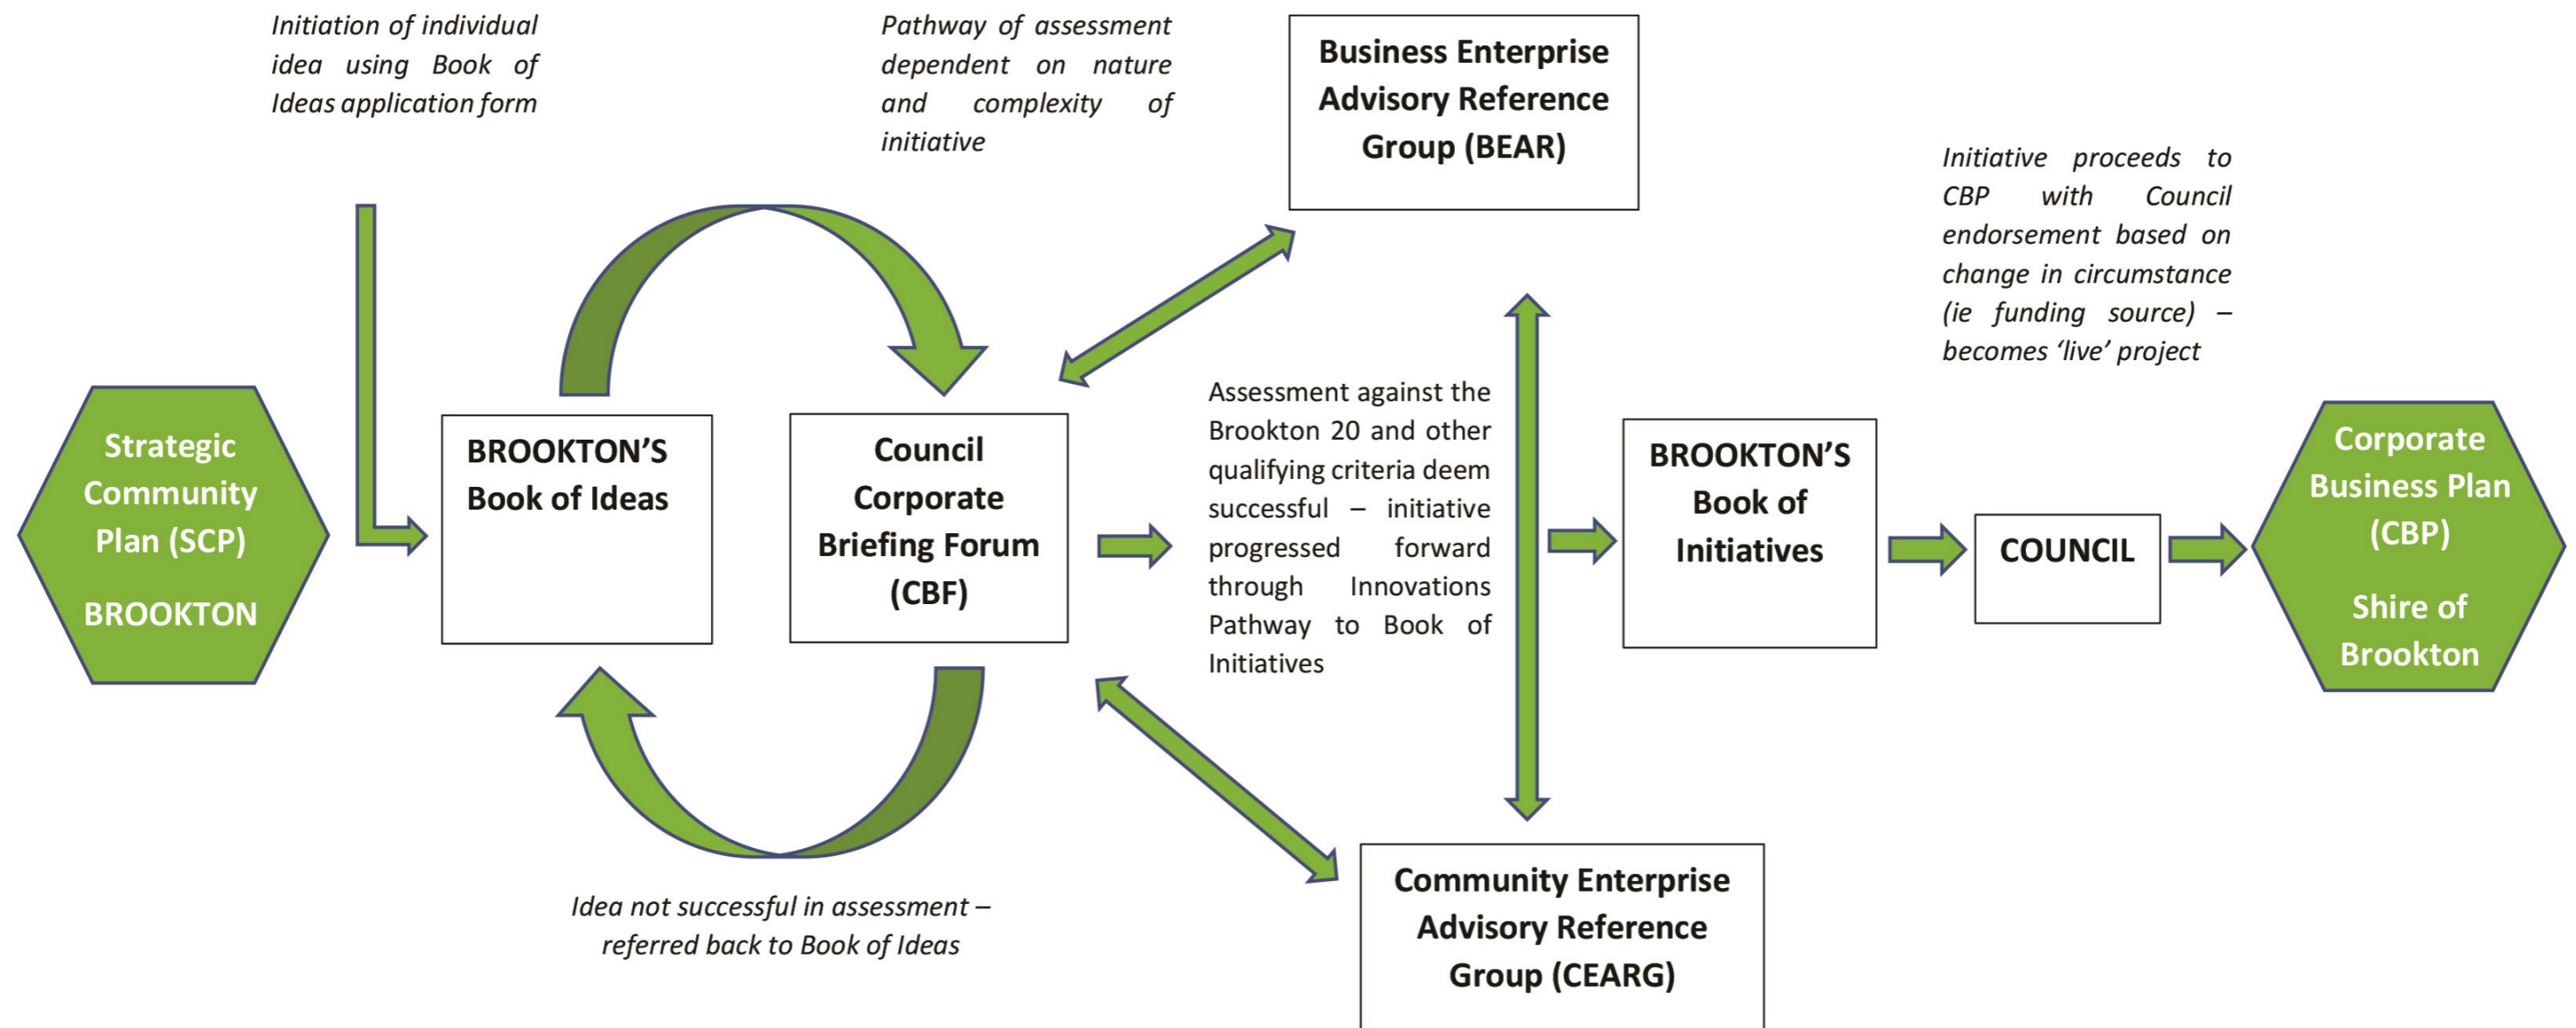 Initiation of individual
idea using Book of
Ideas application form
Pathway of assessment
dependent on nature
and complexity of
initiative
Business Enterprise
Advisory Reference
Group (BEAR)
Initiative proceeds to
CBP with Council
endorsement based on
change in circumstance
(ie funding source) –
becomes ‘live’ project
Strategic
Community
Plan (SCP)
BROOKTON
BROOKTON’S
Book of Ideas
Council
Corporate
Briefing Forum
(CBF)
Assessment against the
Brookton 20 and other
qualifying criteria deem
successful – initiative
progressed forward
through Innovations
Pathway to Book of
Initiatives
BROOKTON’S
Book of
Initiatives
COUNCIL
Corporate
Business Plan
(CBP)
Shire of
Brookton
Idea not successful in assessment –
referred back to Book of Ideas
Community Enterprise
Advisory Reference
Group (CEARG)